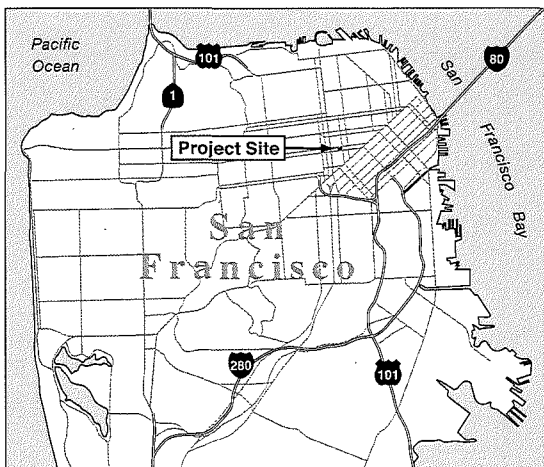 Pacific
Ocean
101
80
1
San
Francisco
Bay
Project Site
San
Francisco
280
101